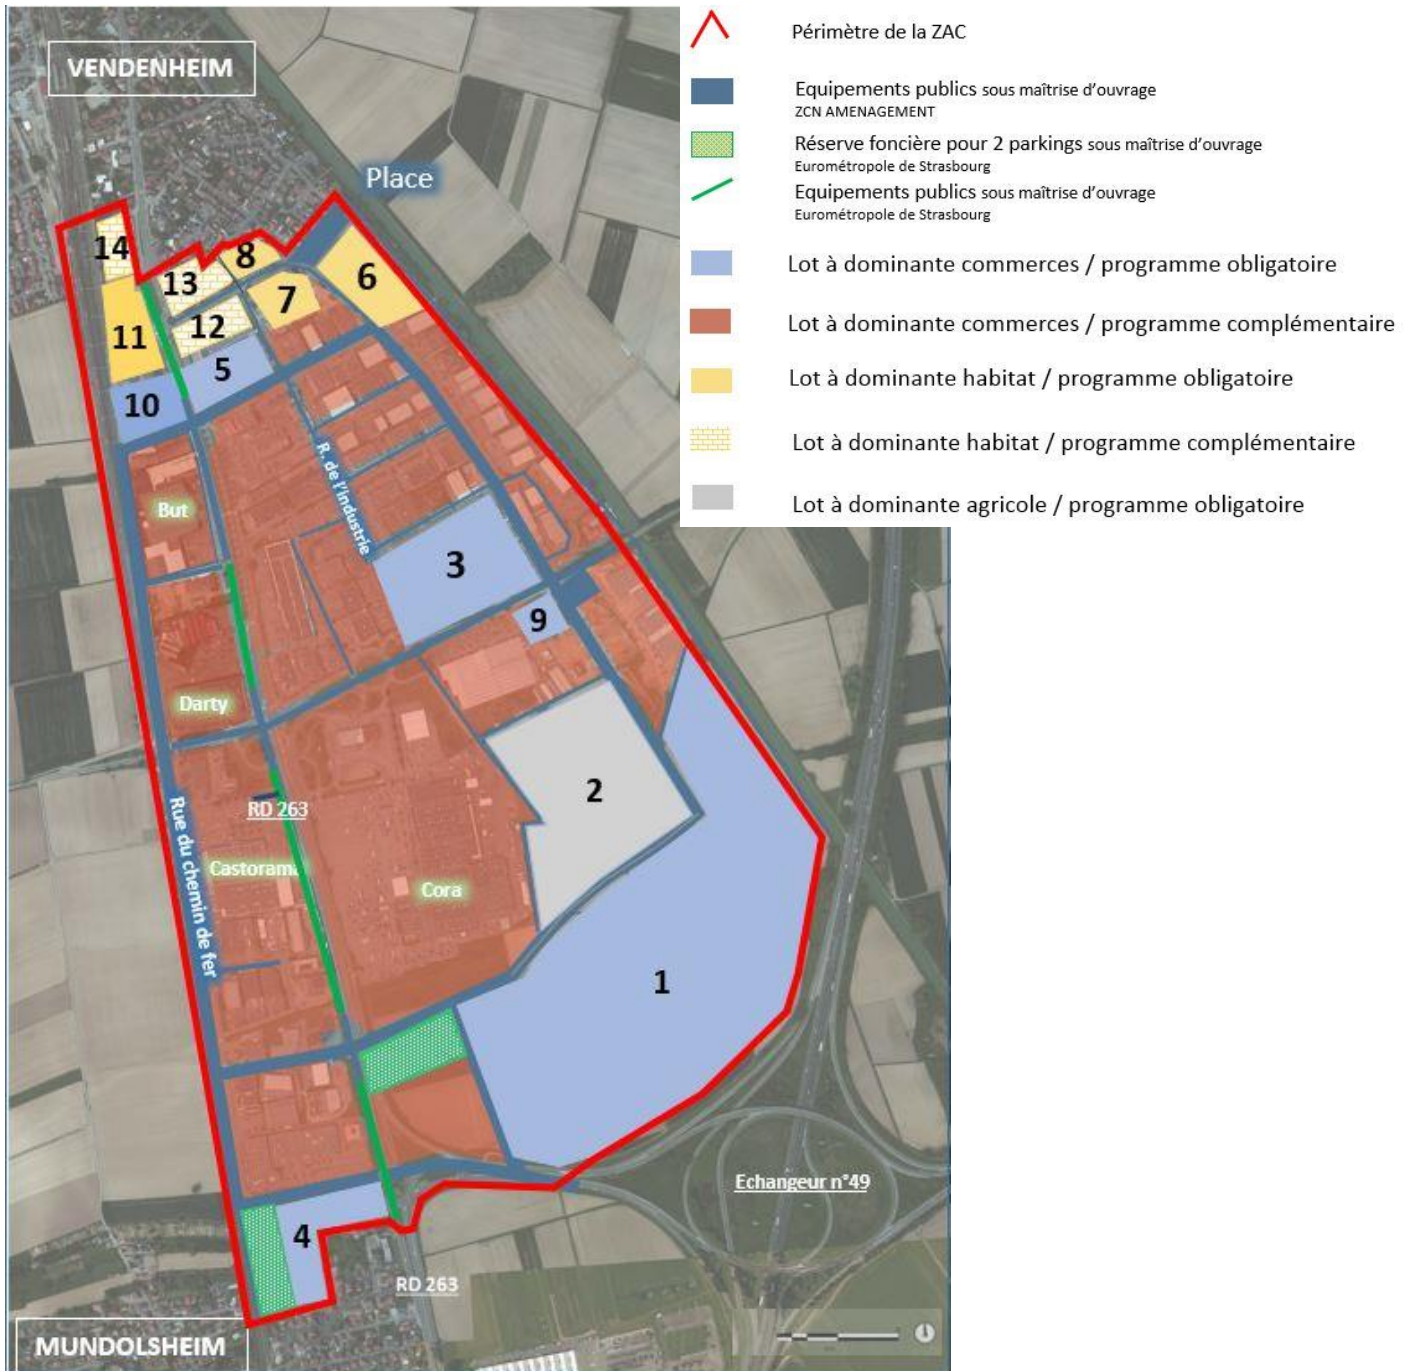 VENDENHEIM
Place
14
13
8
6
7
11
12
5
10
R. de l'industrie
But
3
9
Darty
2
RD 263
Rue du chemin de fer
Castorama
Cora
1
Echangeur n°49
4
RD 263
MUNDOLSHEIM
Périmètre de la ZAC
Equipements publics sous maîtrise d'ouvrage
ZCN AMENAGEMENT
Réserve foncière pour 2 parkings sous maîtrise d'ouvrage
Eurométropole de Strasbourg
Equipements publics sous maîtrise d'ouvrage
Eurométropole de Strasbourg
Lot à dominante commerces / programme obligatoire
Lot à dominante commerces / programme complémentaire
Lot à dominante habitat / programme obligatoire
Lot à dominante habitat / programme complémentaire
Lot à dominante agricole / programme obligatoire